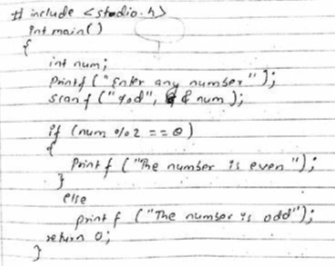 # include <stdio.h>
int main()
{
int num;
printf ("Enter any number");
scanf ("%d", & num);
if (num %2 == 0)
{
printf ("The number is even");
}
else
printf ("The number is odd");
return 0;
}